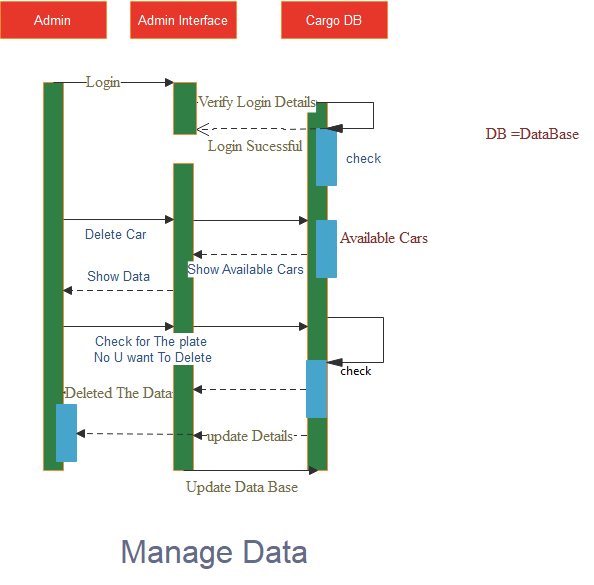 Admin
Admin Interface
Cargo DB
Login
Verify Login Details
DB =DataBase
Login Sucessful
check
Delete Car
Available Cars
Show Available Cars
Show Data
Check for The plate
No U want To Delete
check
Deleted The Data
update Details
Update Data Base
Manage Data